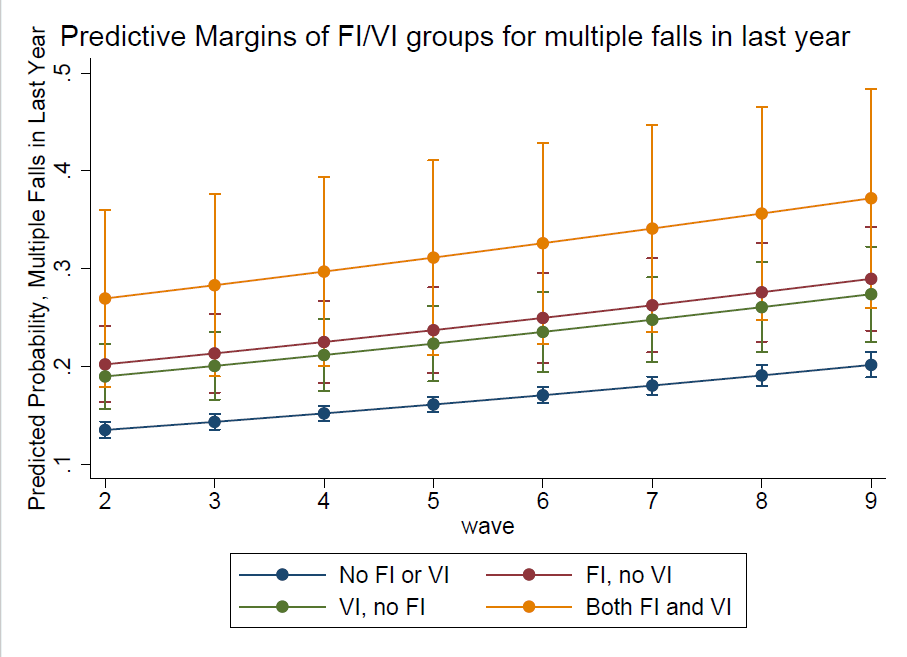 Predictive Margins of FI/VI groups for multiple falls in last year
Predicted Probability, Multiple Falls in Last Year
.5
.4
.3
.2
.1
2 3 4 5 6 7 8 9
wave
No FI or VI FI, no VI
VI, no FI Both FI and VI